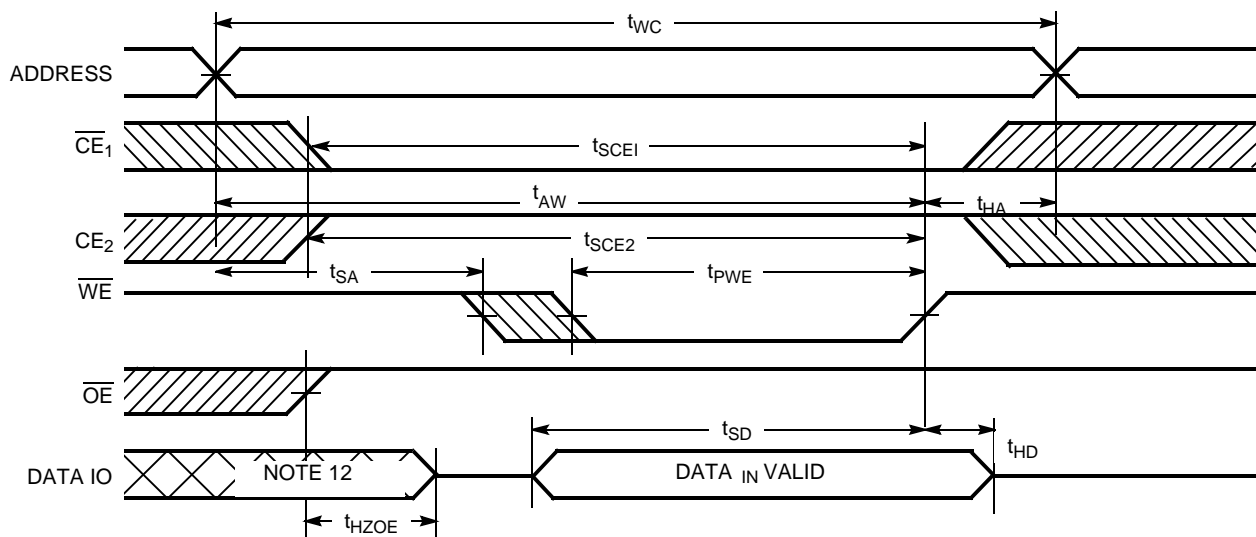 tWC
ADDRESS
CE1
tSCEI
tAW
tHA
CE2
tSCE2
tSA
tPWE
WE
OE
tSD
tHD
DATA IO
NOTE 12
DATA IN VALID
tHZOE